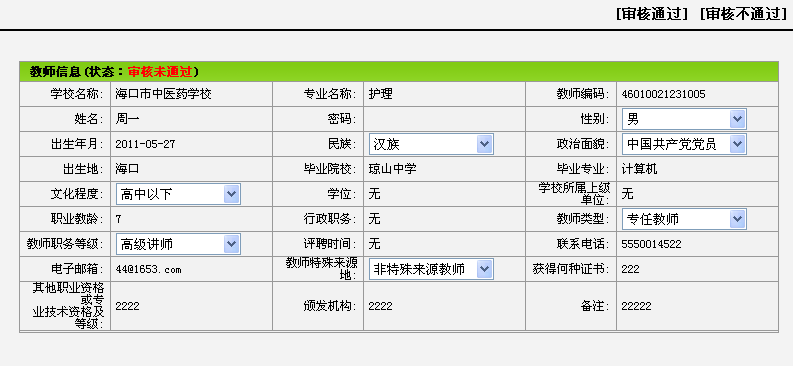 [审核通过] [审核不通过]
教师信息(状态：审核未通过)
学校名称: 海口市中医药学校 专业名称: 护理 教师编码: 46010021231005
姓名: 周一 密码: 性别: 男
出生年月: 2011-05-27 民族: 汉族 政治面貌: 中国共产党党员
出生地: 海口 毕业院校: 琼山中学 毕业专业: 计算机
文化程度: 高中以下 学位: 无 学校所属上级
单位: 无
职业教龄: 7 行政职务: 无 教师类型: 专任教师
教师职务等级: 高级讲师 评聘时间: 无 联系电话: 5550014522
电子邮箱: 44@1653.com 教师特殊来源
地: 非特殊来源教师 获得何种证书: 222
其他职业资格
或专
业技术资格及
等级: 2222 颁发机构: 2222 备注: 22222